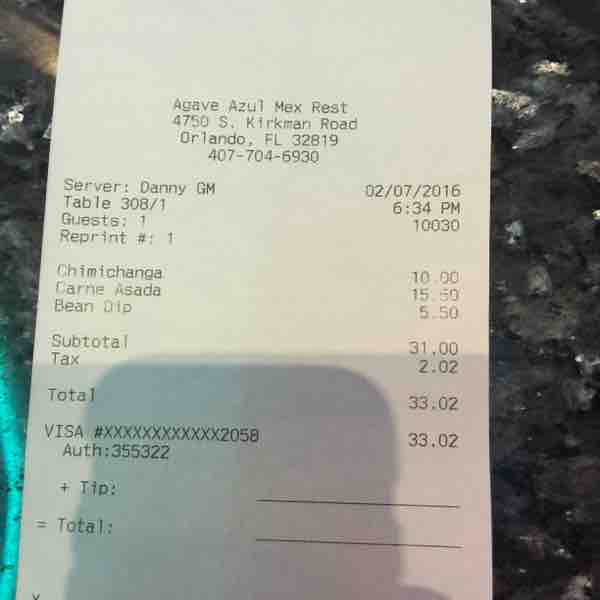 Agave Azul Mex Rest
4750 S. Kirkman Road
Orlando, FL 32819
407-704-6930
Server: Danny GM 02/07/2016
Table 308/1 6:34 PM
Guests: 1 10030
Reprint #: 1
Chimichanga 10.00
Carne Asada 15.50
Bean Dip 5.50
Subtotal 31.00
Tax 2.02
Total 33.02
VISA #XXXXXXXXXXXX2058 33.02
Auth:355322
+ Tip:
= Total:
X